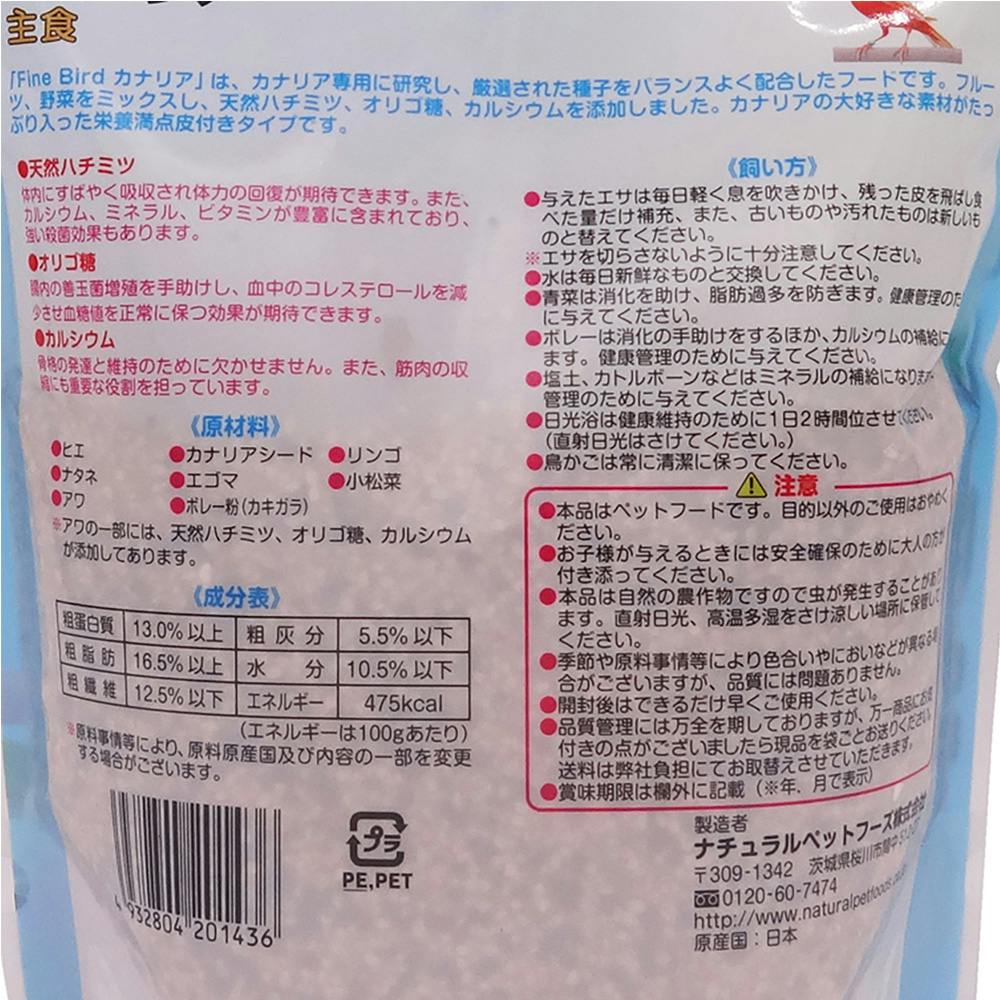 主食
「Fine Bird カナリア」は、カナリア専用に研究し、厳選された種子をバランスよく配合したフードです。フルー
ツ、野菜をミックスし、天然ハチミツ、オリゴ糖、カルシウムを添加しました。カナリアの大好きな素材がたっ
ぷり入った栄養満点皮付きタイプです。
●天然ハチミツ
体内にすばやく吸収され体力の回復が期待できます。また、
カルシウム、ミネラル、ビタミンが豊富に含まれており、
強い殺菌効果もあります。
●オリゴ糖
腸内の善玉菌増殖を手助けし、血中のコレステロールを減
少させ血糖値を正常に保つ効果が期待できます。
●カルシウム
骨格の発達と維持のために欠かせません。また、筋肉の収
縮にも重要な役割を担っています。
《原材料》
●ヒエ ●カナリアシード ●リンゴ
●ナタネ ●エゴマ ●小松菜
●アワ ●ボレー粉（カキガラ）
※アワの一部には、天然ハチミツ、オリゴ糖、カルシウム
が添加してあります。
《成分表》
粗蛋白質 13.0%以上 粗灰分 5.5%以下
粗脂肪 16.5%以上 水分 10.5%以下
粗繊維 12.5%以下 エネルギー 475kcal
（エネルギーは100gあたり）
※原料事情等により、原料原産国及び内容の一部を変更
する場合がございます。
4 932804 201436
プラ
PE,PET
《飼い方》
●与えたエサは毎日軽く息を吹きかけ、残った皮を飛ばし食
べた量だけ補充、また、古いものや汚れたものは新しいも
のと替えてください。
※エサを切らさないように十分注意してください。
●水は毎日新鮮なものと交換してください。
●青菜は消化を助け、脂肪過多を防ぎます。健康管理のた
に与えてください。
●ボレーは消化の手助けをするほか、カルシウムの補給に
ます。健康管理のために与えてください。
●塩土、カトルボーンなどはミネラルの補給になります
管理のために与えてください。
●日光浴は健康維持のために1日2時間位させてください。
（直射日光はさけてください。）
●鳥かごは常に清潔に保ってください。
注意
●本品はペットフードです。目的以外のご使用はおやめく
ださい。
●お子様が与えるときには安全確保のために大人の方が
付き添ってください。
●本品は自然の農作物ですので虫が発生することがあり
ます。直射日光、高温多湿をさけ涼しい場所に保管して
ください。
●季節や原料事情等により色合いやにおいなどが異なる場
合がございますが、品質には問題ありません。
●開封後はできるだけ早くご使用ください。
●品質管理には万全を期しておりますが、万一商品にお気
付きの点がございましたら現品を袋ごとお送りください。
送料は弊社負担にてお取替えさせていただきます。
●賞味期限は欄外に記載（※年、月で表示）
製造者
ナチュラルペットフーズ株式会社
〒309-1342 茨城県桜川市
0120-60-7474
http://www.naturalpetfoods.co.
原産国：日本